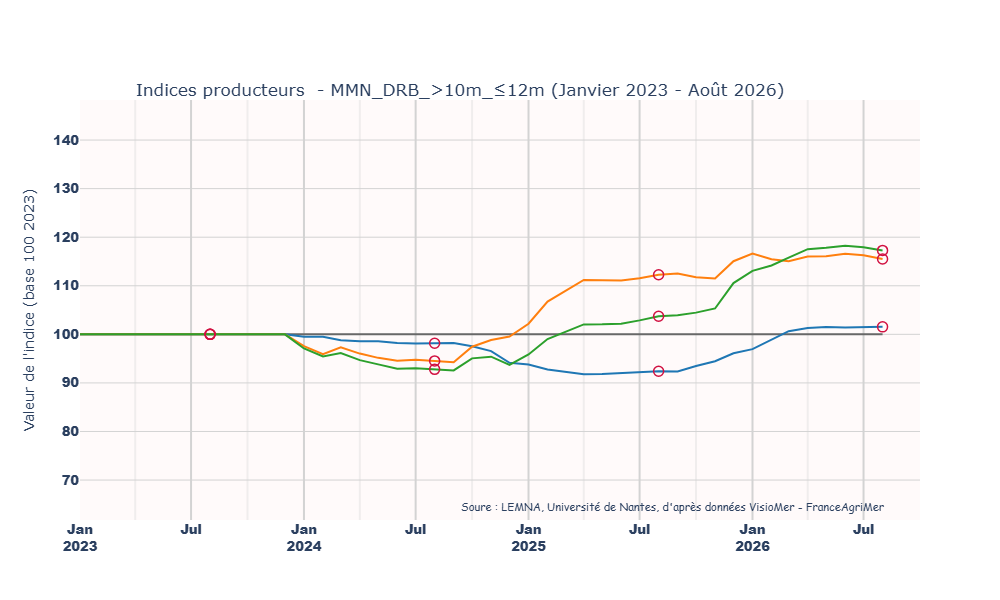 Indices producteurs  - MMN_DRB_>10m_≤12m (Janvier 2023 - Août 2026)
Valeur de l'indice (base 100 2023)
140
130
120
110
100
90
80
70
Soure : LEMNA, Université de Nantes, d'après données VisioMer - FranceAgriMer
Jan Jul Jan Jul Jan Jul Jan Jul
2023 2024 2025 2026